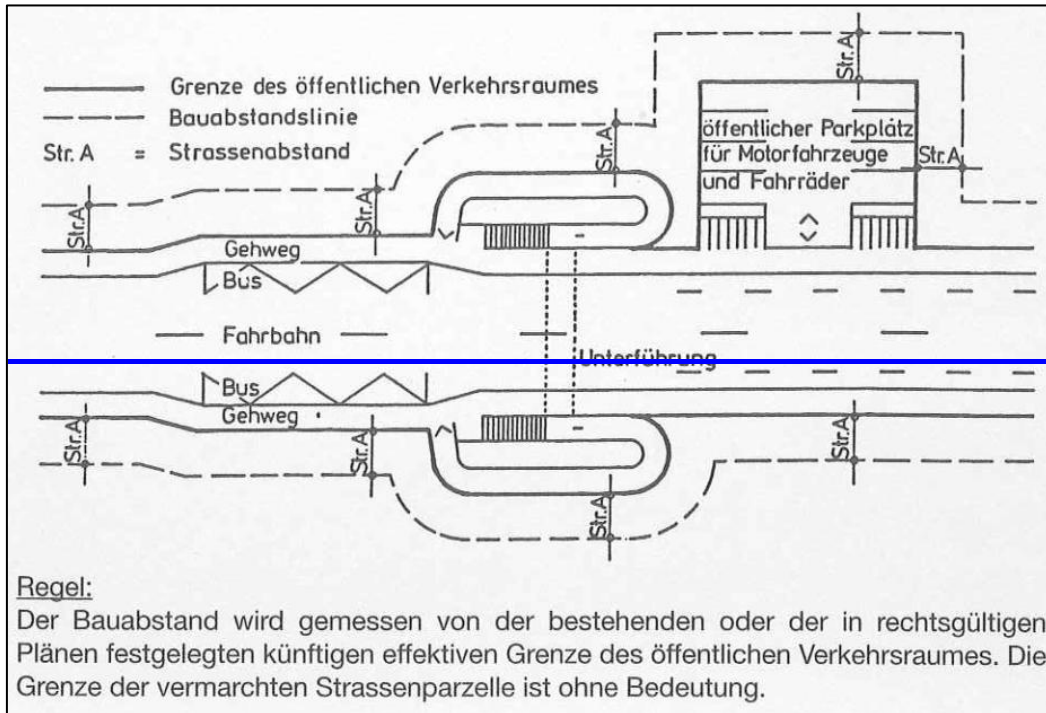 Grenze des öffentlichen Verkehrsraumes
Bauabstandslinie
Str. A = Strassenabstand
Str.A
Str.A
Str.A
Str.A
öffentlicher Parkplatz
für Motorfahrzeuge
und Fahrräder
Str.A
Gehweg
Bus
Fahrbahn
Unterführung
Bus
Gehweg
Str.A
Str.A
Str.A
Str.A
Regel:
Der Bauabstand wird gemessen von der bestehenden oder der in rechtsgültigen
Plänen festgelegten künftigen effektiven Grenze des öffentlichen Verkehrsraumes. Die
Grenze der vermarchten Strassenparzelle ist ohne Bedeutung.